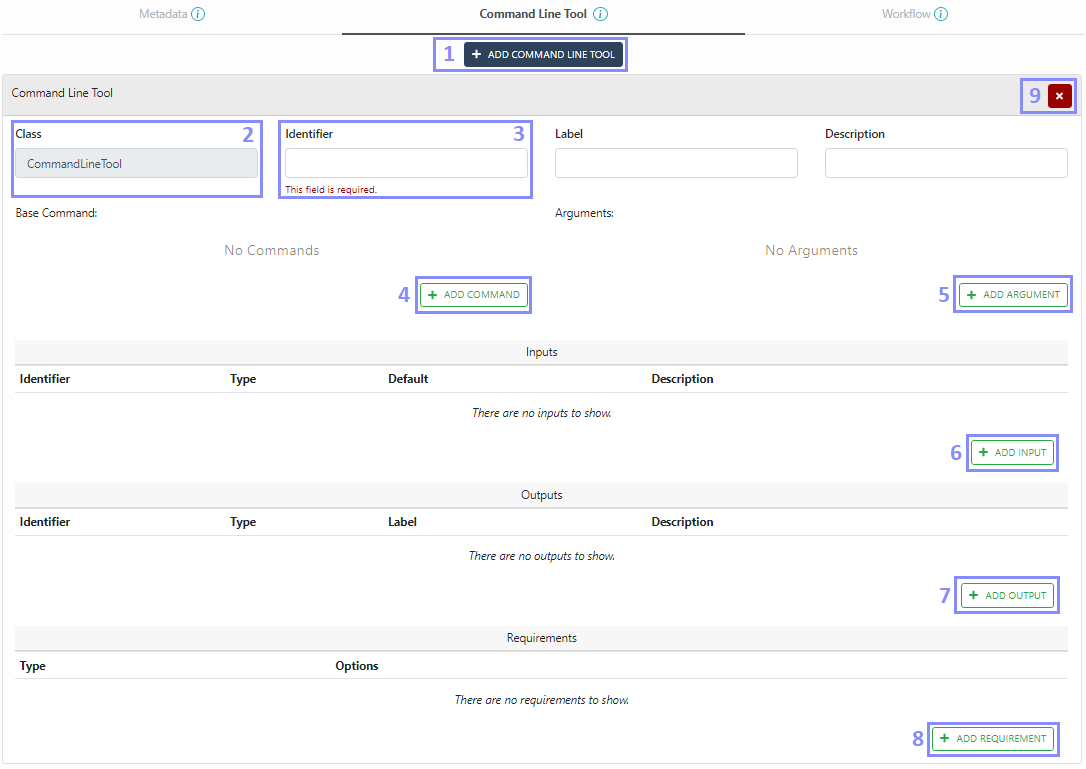 Metadata i
Command Line Tool i
Workflow i
1 + ADD COMMAND LINE TOOL
Command Line Tool
9 ×
Class 2
Identifier 3
Label
Description
CommandLineTool
This field is required.
Base Command:
Arguments:
No Commands
No Arguments
4 + ADD COMMAND
5 + ADD ARGUMENT
Inputs
Identifier Type Default Description
There are no inputs to show.
6 + ADD INPUT
Outputs
Identifier Type Label Description
There are no outputs to show.
7 + ADD OUTPUT
Requirements
Type Options
There are no requirements to show.
8 + ADD REQUIREMENT